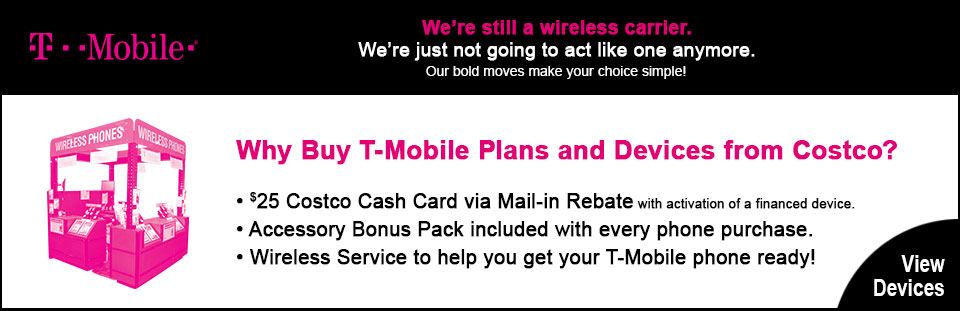 T··Mobile·
We’re still a wireless carrier.
We’re just not going to act like one anymore.
Our bold moves make your choice simple!
WIRELESS PHONES
WIRELESS PHONES
Why Buy T-Mobile Plans and Devices from Costco?
• $25 Costco Cash Card via Mail-in Rebate with activation of a financed device.
• Accessory Bonus Pack included with every phone purchase.
• Wireless Service to help you get your T-Mobile phone ready!
View
Devices